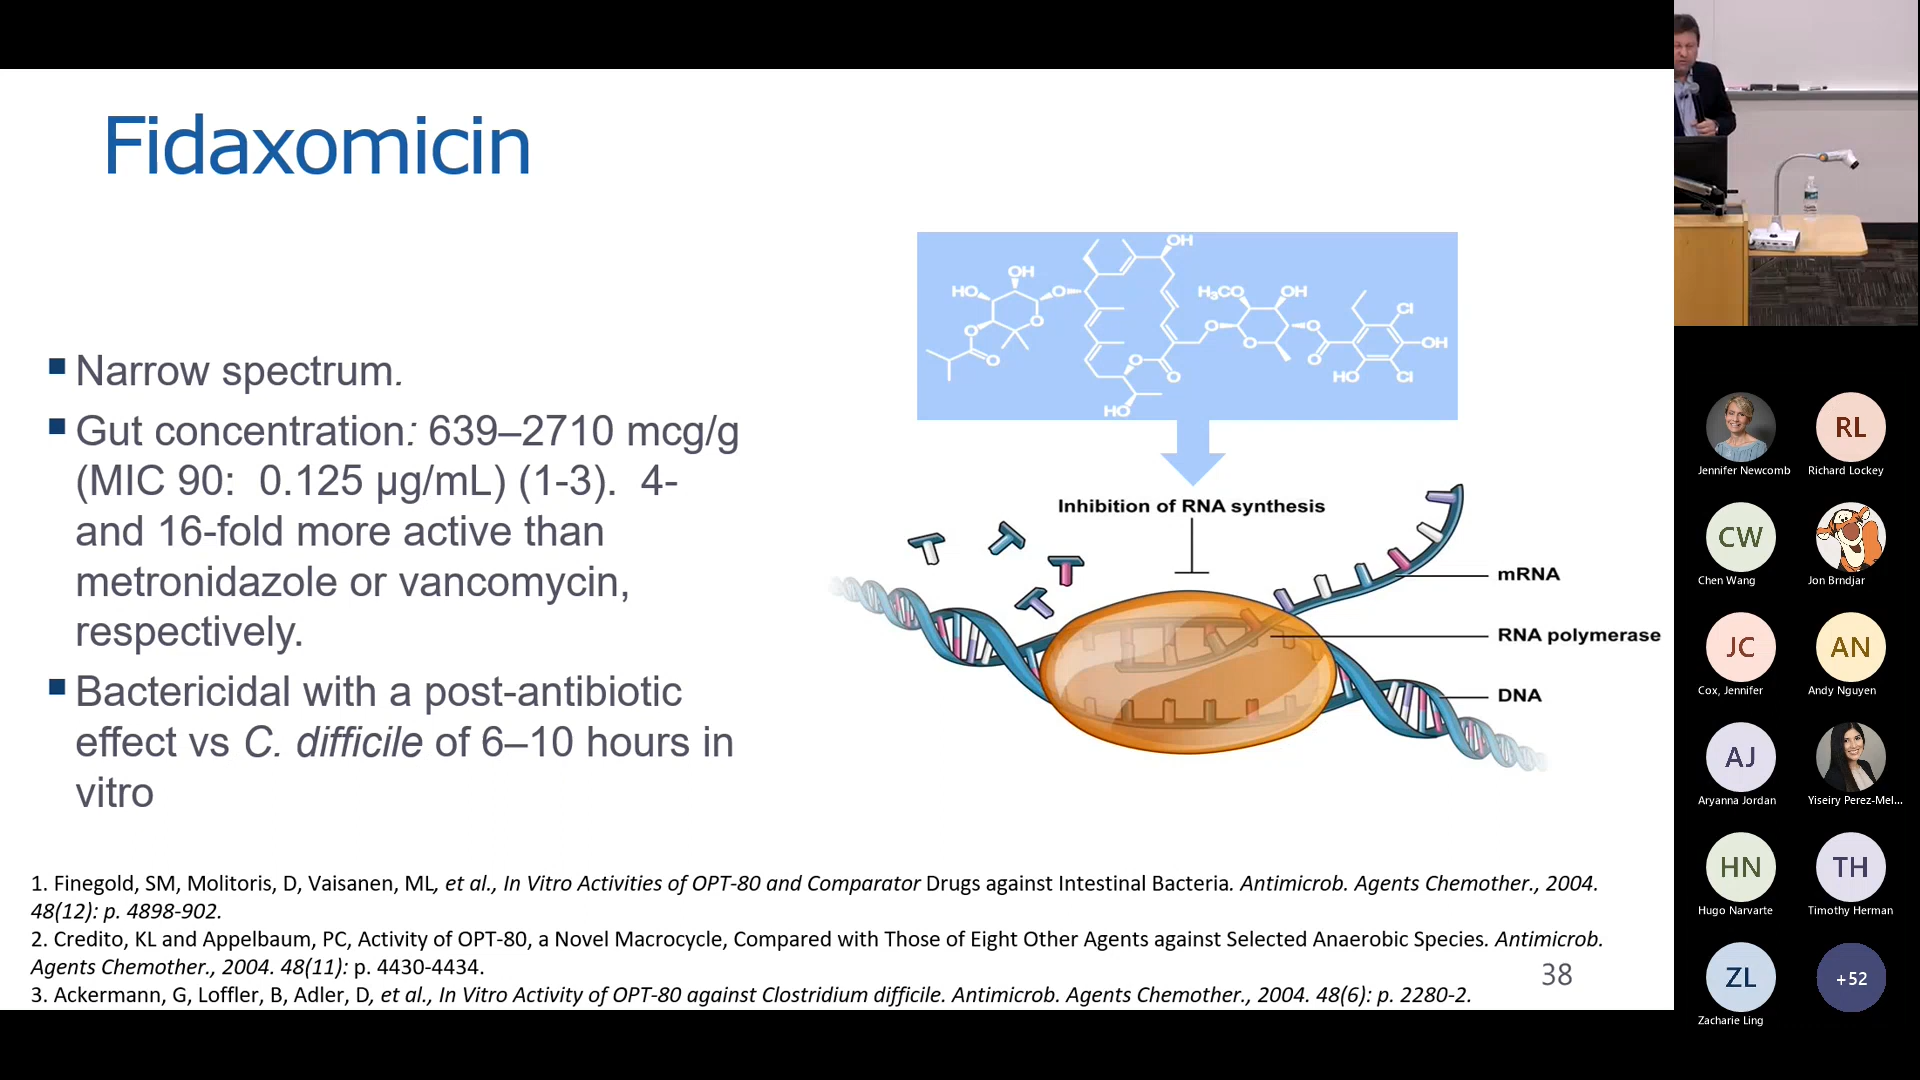 Fidaxomicin
Narrow spectrum.
Gut concentration: 639–2710 mcg/g
(MIC 90:  0.125 µg/mL) (1-3).  4-
and 16-fold more active than
metronidazole or vancomycin,
respectively.
Bactericidal with a post-antibiotic
effect vs C. difficile of 6–10 hours in
vitro
OH
OH
HO
O
O
O
O
H₃CO
OH
O
O
O
O
O
O
HO
Cl
OH
Cl
HO
O
Inhibition of RNA synthesis
mRNA
RNA polymerase
DNA
1. Finegold, SM, Molitoris, D, Vaisanen, ML, et al., In Vitro Activities of OPT-80 and Comparator Drugs against Intestinal Bacteria. Antimicrob. Agents Chemother., 2004.
48(12): p. 4898-902.
2. Credito, KL and Appelbaum, PC, Activity of OPT-80, a Novel Macrocycle, Compared with Those of Eight Other Agents against Selected Anaerobic Species. Antimicrob.
Agents Chemother., 2004. 48(11): p. 4430-4434.
3. Ackermann, G, Loffler, B, Adler, D, et al., In Vitro Activity of OPT-80 against Clostridium difficile. Antimicrob. Agents Chemother., 2004. 48(6): p. 2280-2.
38
Jennifer Newcomb
RL
Richard Lockey
CW
Chen Wang
Jon Brndjar
JC
Cox, Jennifer
AN
Andy Nguyen
AJ
Aryanna Jordan
Yiseiry Perez-Mel...
HN
Hugo Narvarte
TH
Timothy Herman
ZL
Zacharie Ling
+52